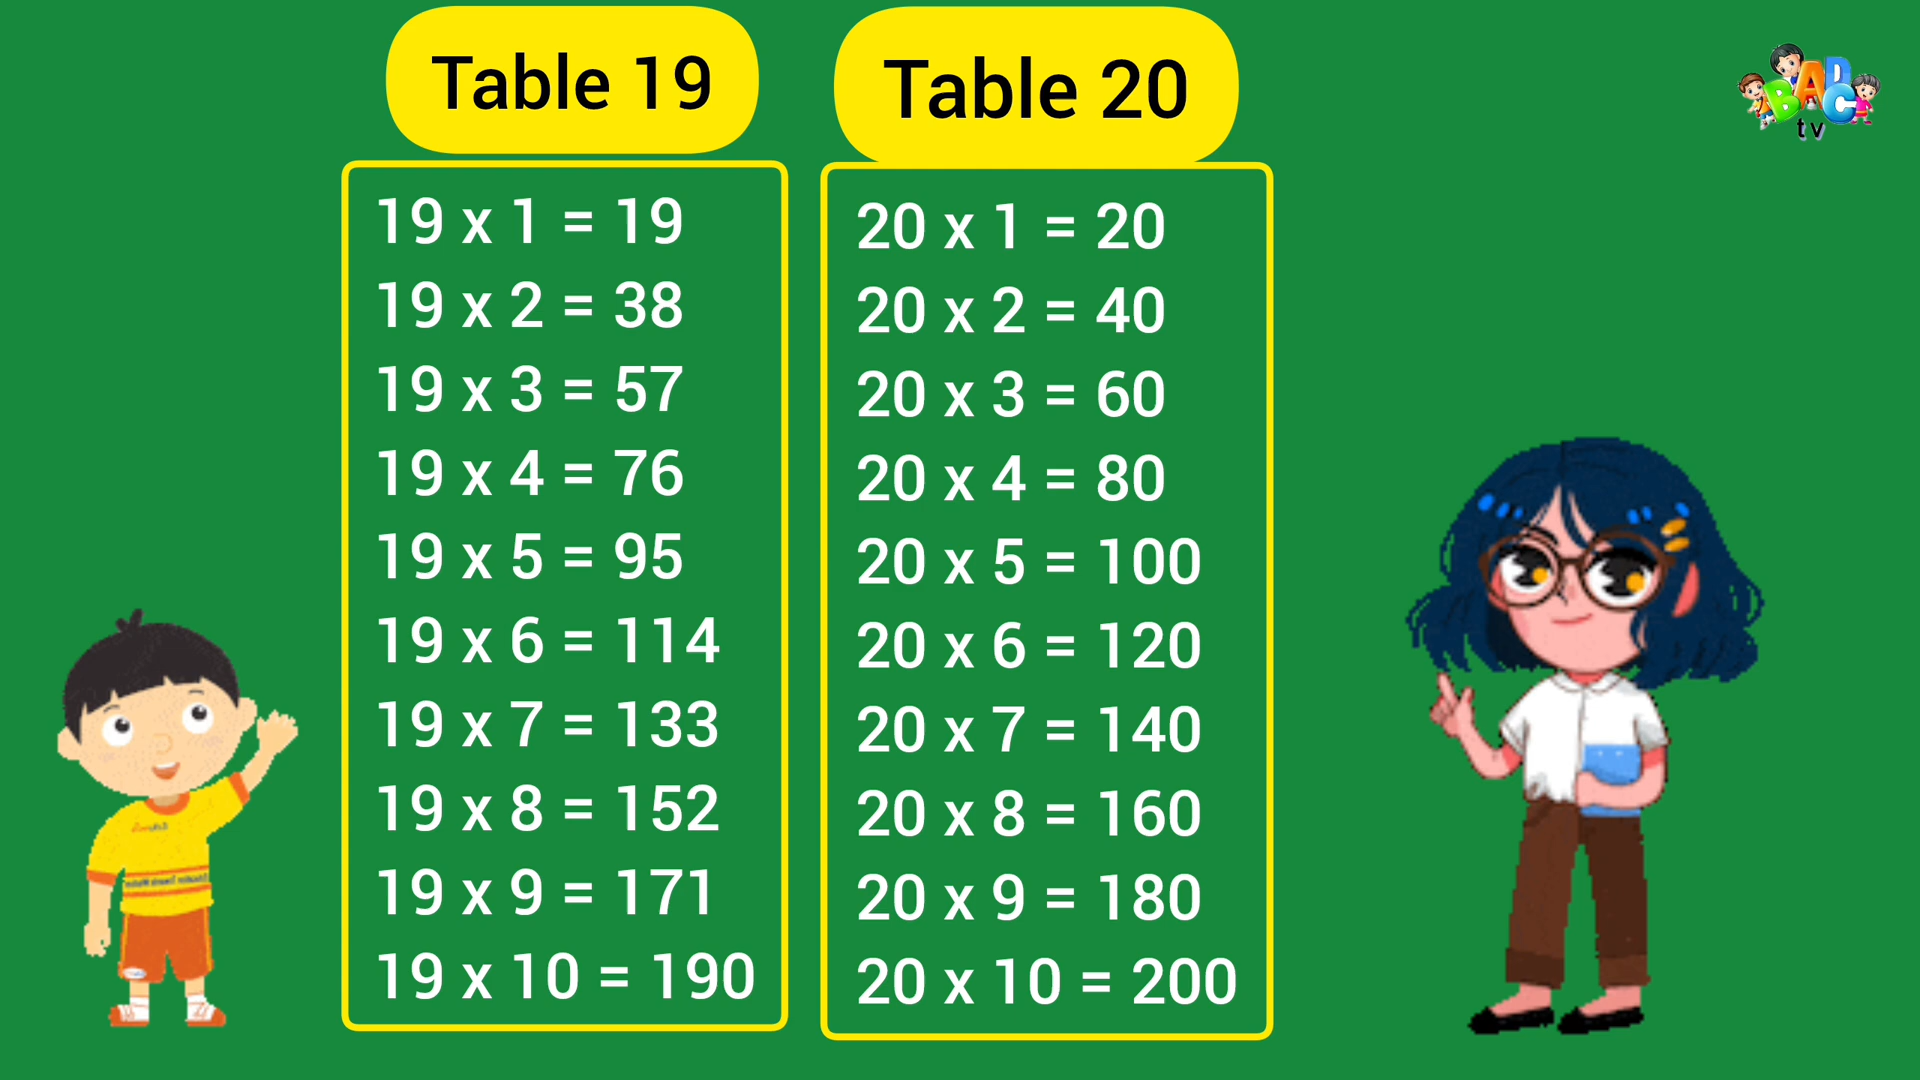 Table 19
19 x 1 = 19
19 x 2 = 38
19 x 3 = 57
19 x 4 = 76
19 x 5 = 95
19 x 6 = 114
19 x 7 = 133
19 x 8 = 152
19 x 9 = 171
19 x 10 = 190
Table 20
20 x 1 = 20
20 x 2 = 40
20 x 3 = 60
20 x 4 = 80
20 x 5 = 100
20 x 6 = 120
20 x 7 = 140
20 x 8 = 160
20 x 9 = 180
20 x 10 = 200
BADC
tv